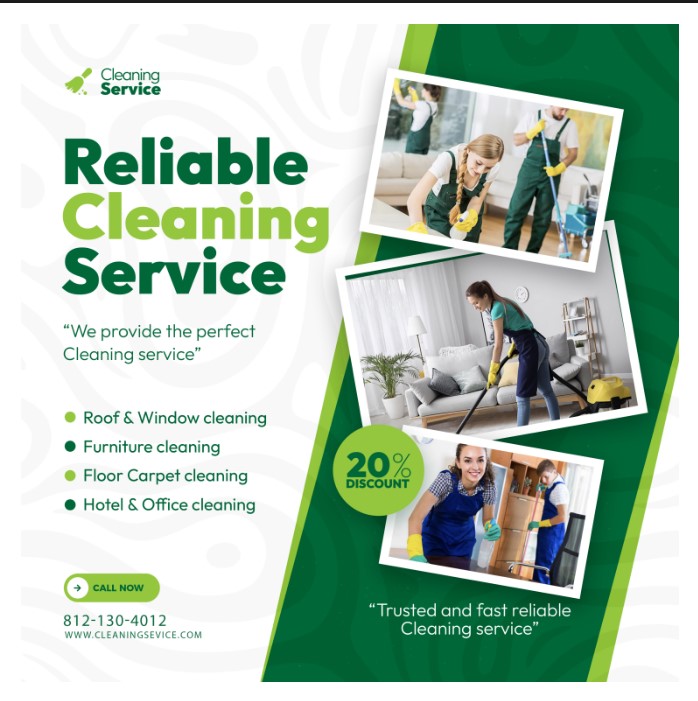 Cleaning
Service
Reliable
Cleaning
Service
“We provide the perfect
Cleaning service”
Roof & Window cleaning
Furniture cleaning
Floor Carpet cleaning
Hotel & Office cleaning
20%
DISCOUNT
CALL NOW
812-130-4012
WWW.CLEANINGSEVICE.COM
“Trusted and fast reliable
Cleaning service”